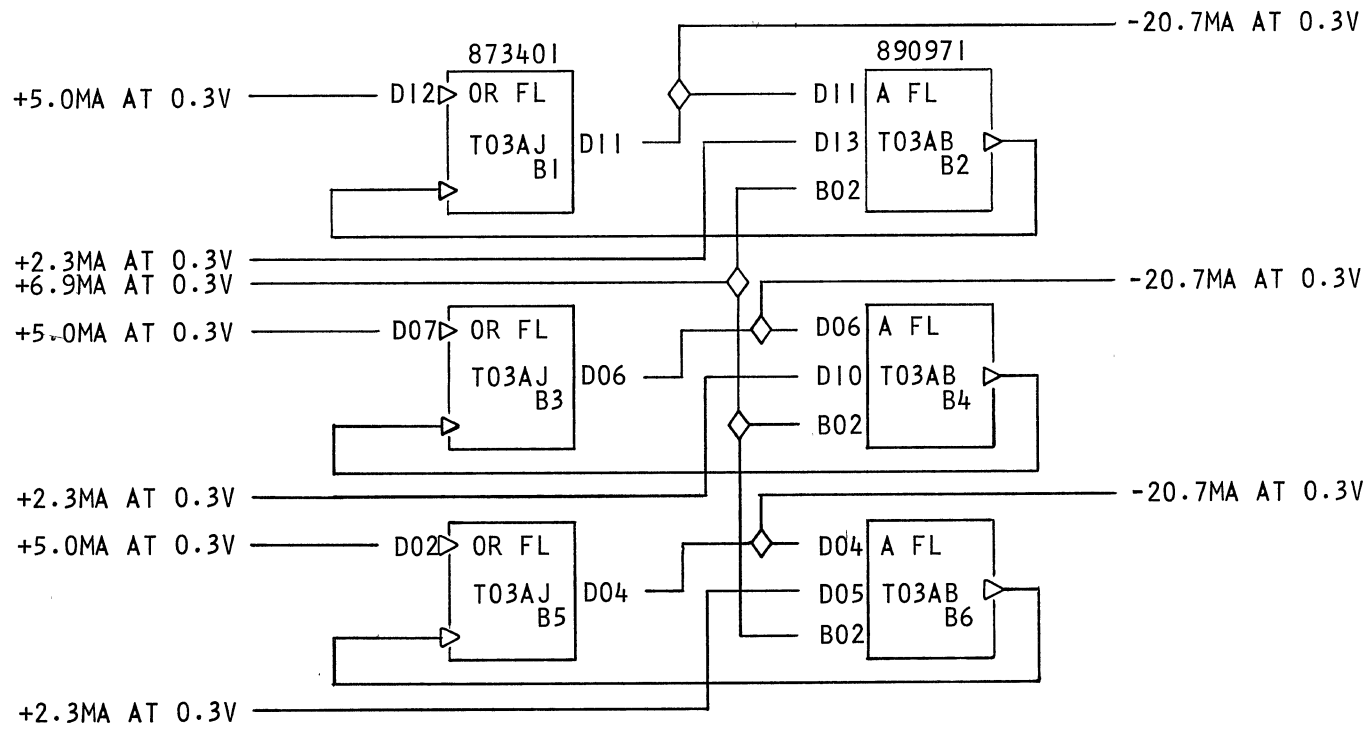 -20.7MA AT 0.3V
873401
890971
+5.0MA AT 0.3V
D12
OR FL
D11
A FL
T03AJ
D11
D13
T03AB
B1
B2
B02
+2.3MA AT 0.3V
+6.9MA AT 0.3V
-20.7MA AT 0.3V
+5.0MA AT 0.3V
D07
OR FL
D06
A FL
T03AJ
D06
D10
T03AB
B3
B4
B02
+2.3MA AT 0.3V
-20.7MA AT 0.3V
+5.0MA AT 0.3V
D02
OR FL
D04
A FL
T03AJ
D04
D05
T03AB
B5
B6
B02
+2.3MA AT 0.3V